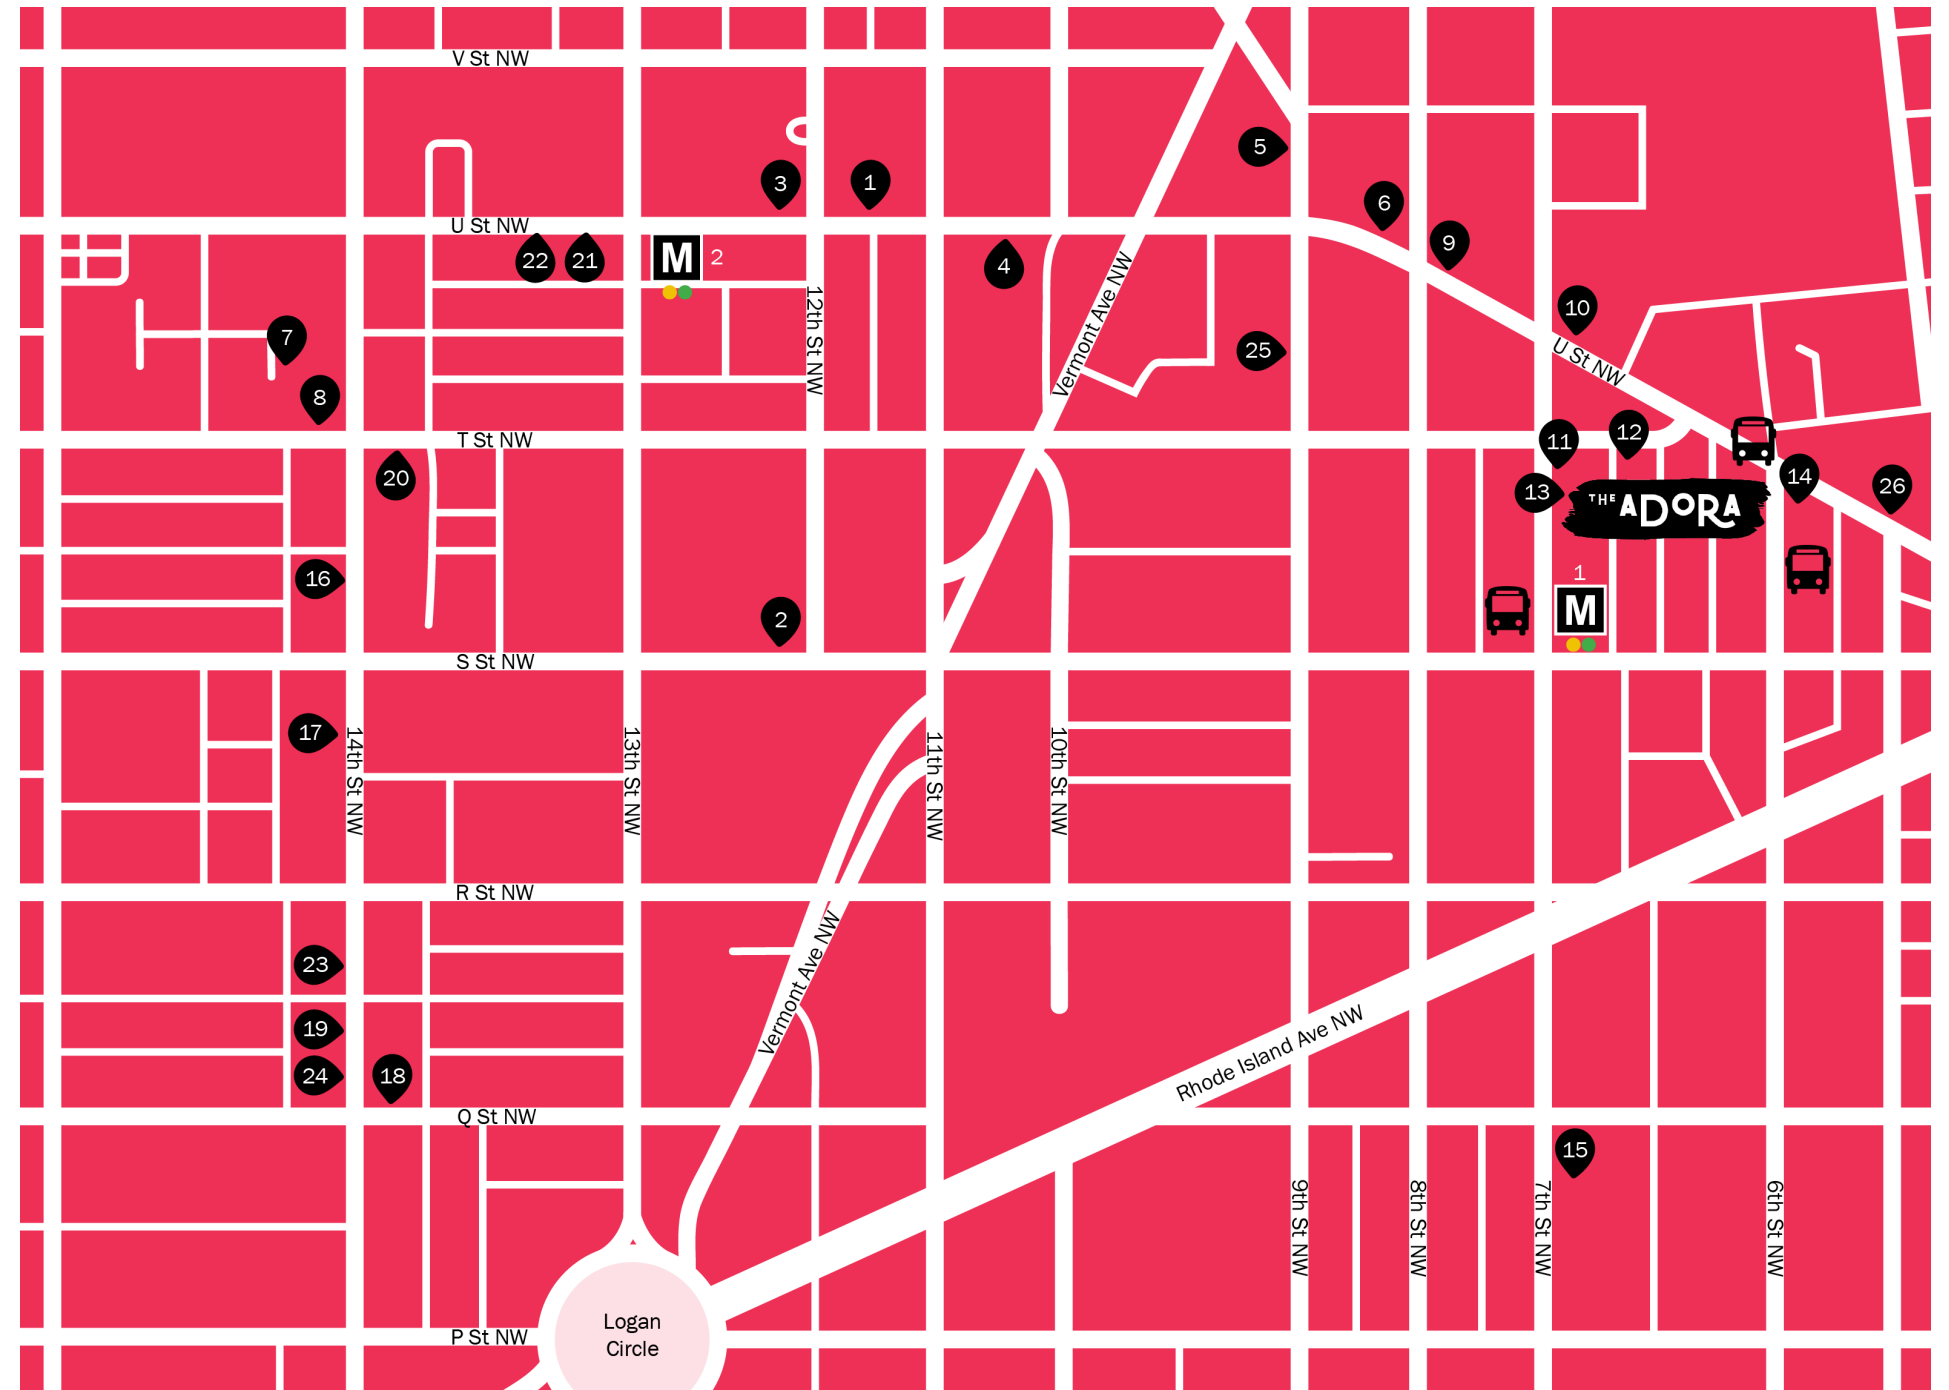 V St NW
5
3
1
6
U St NW
9
22
21
M
2
4
10
7
12th St NW
Vermont Ave NW
25
U St NW
8
T St NW
11
12
20
13
THE ADORA
14
26
16
1
M
2
S St NW
17
14th St NW
13th St NW
11th St NW
10th St NW
R St NW
23
Vermont Ave NW
19
24
18
Rhode Island Ave NW
Q St NW
15
9th St NW
8th St NW
7th St NW
6th St NW
Logan
Circle
P St NW